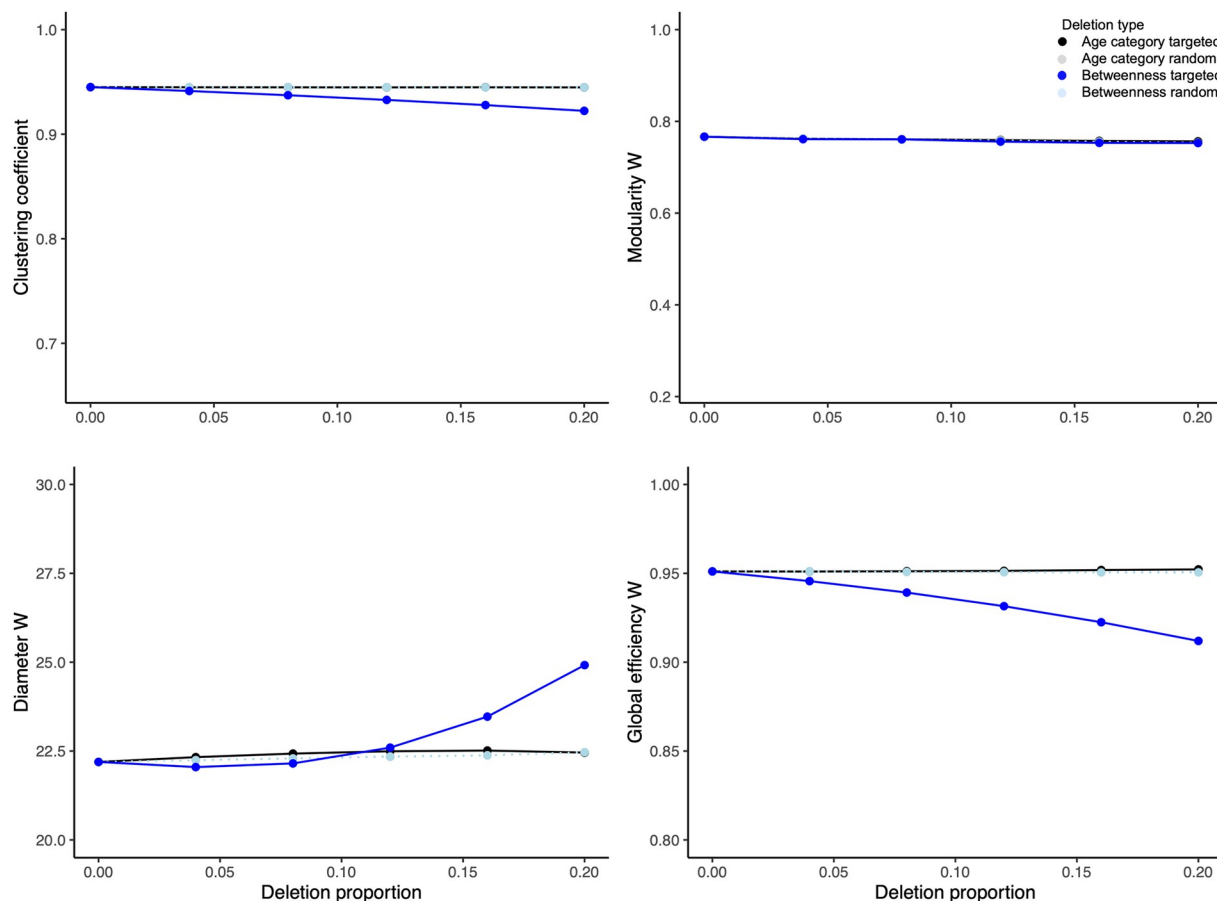 1.0
0.9
0.8
0.7
Clustering coefficient
0.00 0.05 0.10 0.15 0.20
1.0
0.8
0.6
0.4
0.2
Modularity W
0.00 0.05 0.10 0.15 0.20
Deletion type
Age category targeted
Age category random
Betweenness targeted
Betweenness random
30.0
27.5
25.0
22.5
20.0
Diameter W
0.00 0.05 0.10 0.15 0.20
Deletion proportion
1.00
0.95
0.90
0.85
0.80
Global efficiency W
0.00 0.05 0.10 0.15 0.20
Deletion proportion